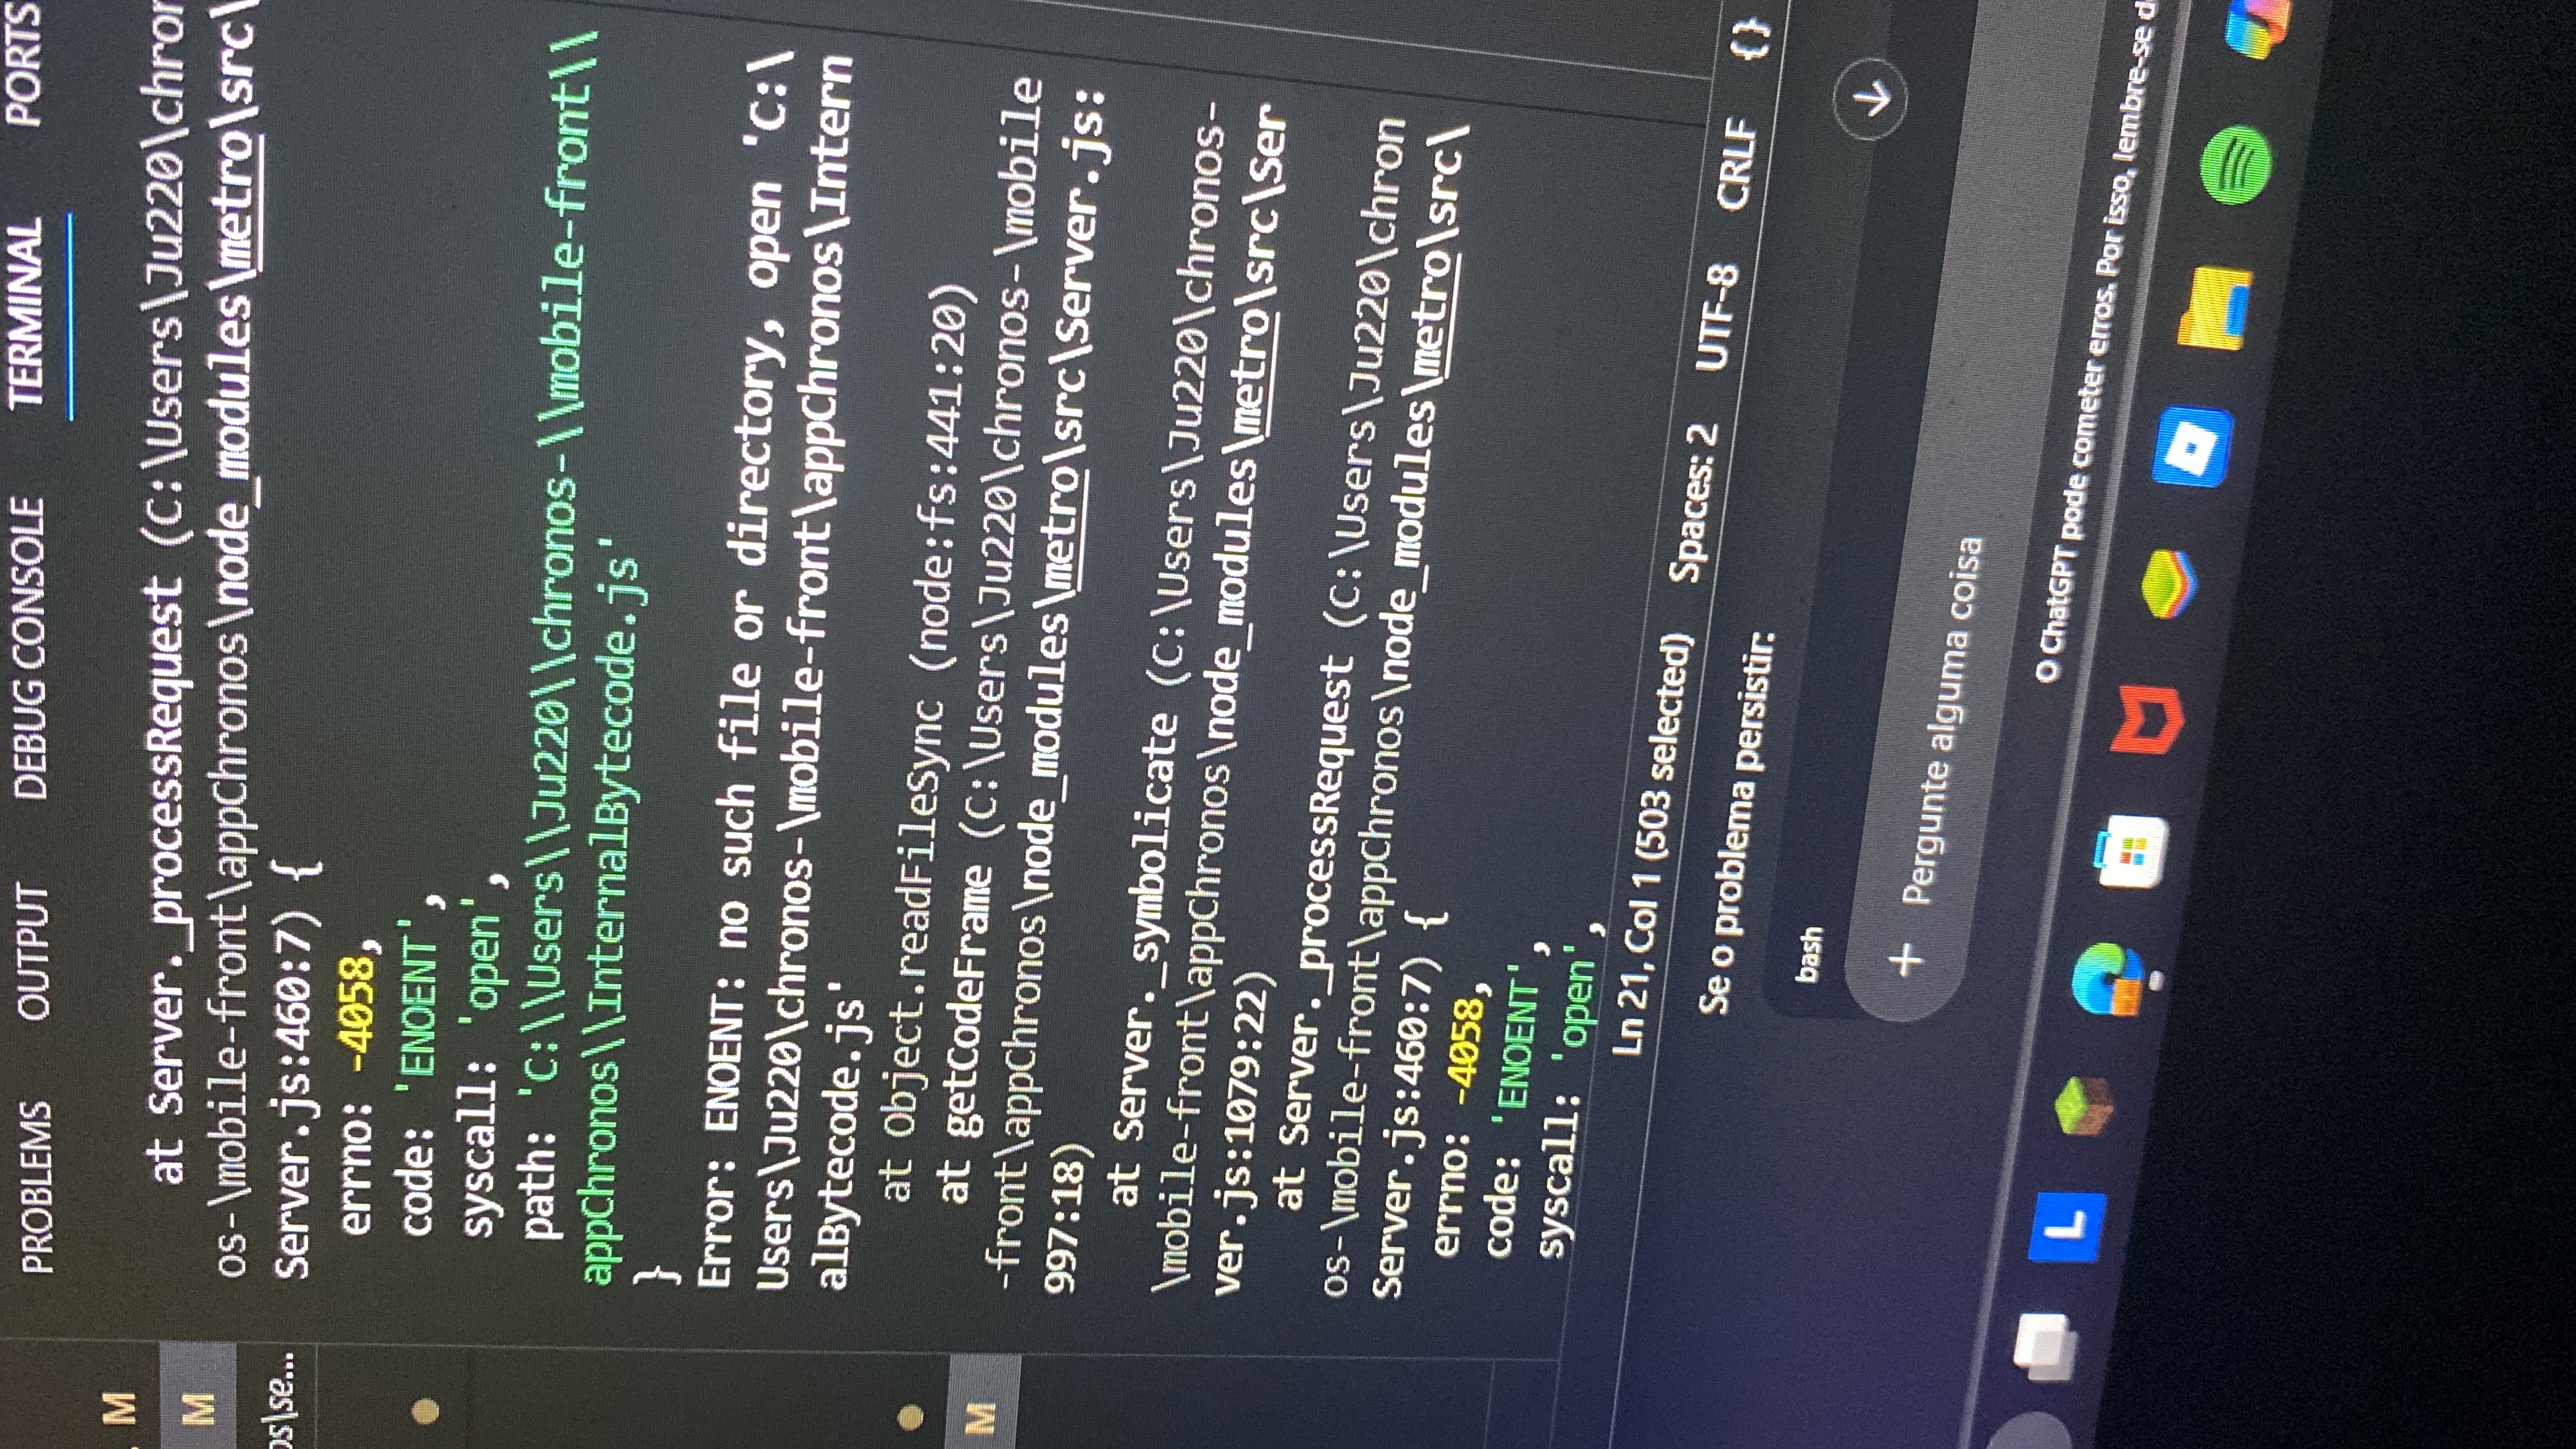 PROBLEMS OUTPUT DEBUG CONSOLE TERMINAL PORTS
M
M
os\se...
M
at Server._processRequest (C:\Users\Ju220\chron
os-\mobile-front\appChronos\node_modules\metro\src\
Server.js:460:7) {
errno: -4058,
code: 'ENOENT',
syscall: 'open',
path: 'C:\\Users\\Ju220\\chronos-\\mobile-front\\
appChronos\\InternalBytecode.js'
}
Error: ENOENT: no such file or directory, open 'C:\
Users\Ju220\chronos-\mobile-front\appChronos\Intern
alBytecode.js'
at Object.readFileSync (node:fs:441:20)
at getCodeFrame (C:\Users\Ju220\chronos-\mobile
-front\appChronos\node_modules\metro\src\Server.js:
997:18)
at Server._symbolicate (C:\Users\Ju220\chronos-
\mobile-front\appChronos\node_modules\metro\src\Ser
ver.js:1079:22)
at Server._processRequest (C:\Users\Ju220\chron
os-\mobile-front\appChronos\node_modules\metro\src\
Server.js:460:7) {
errno: -4058,
code: 'ENOENT',
syscall: 'open',
Ln 21, Col 1 (503 selected) Spaces: 2 UTF-8 CRLF {}
Se o problema persistir:
bash
+ Pergunte alguma coisa
O ChatGPT pode cometer erros. Por isso, lembre-se d
L